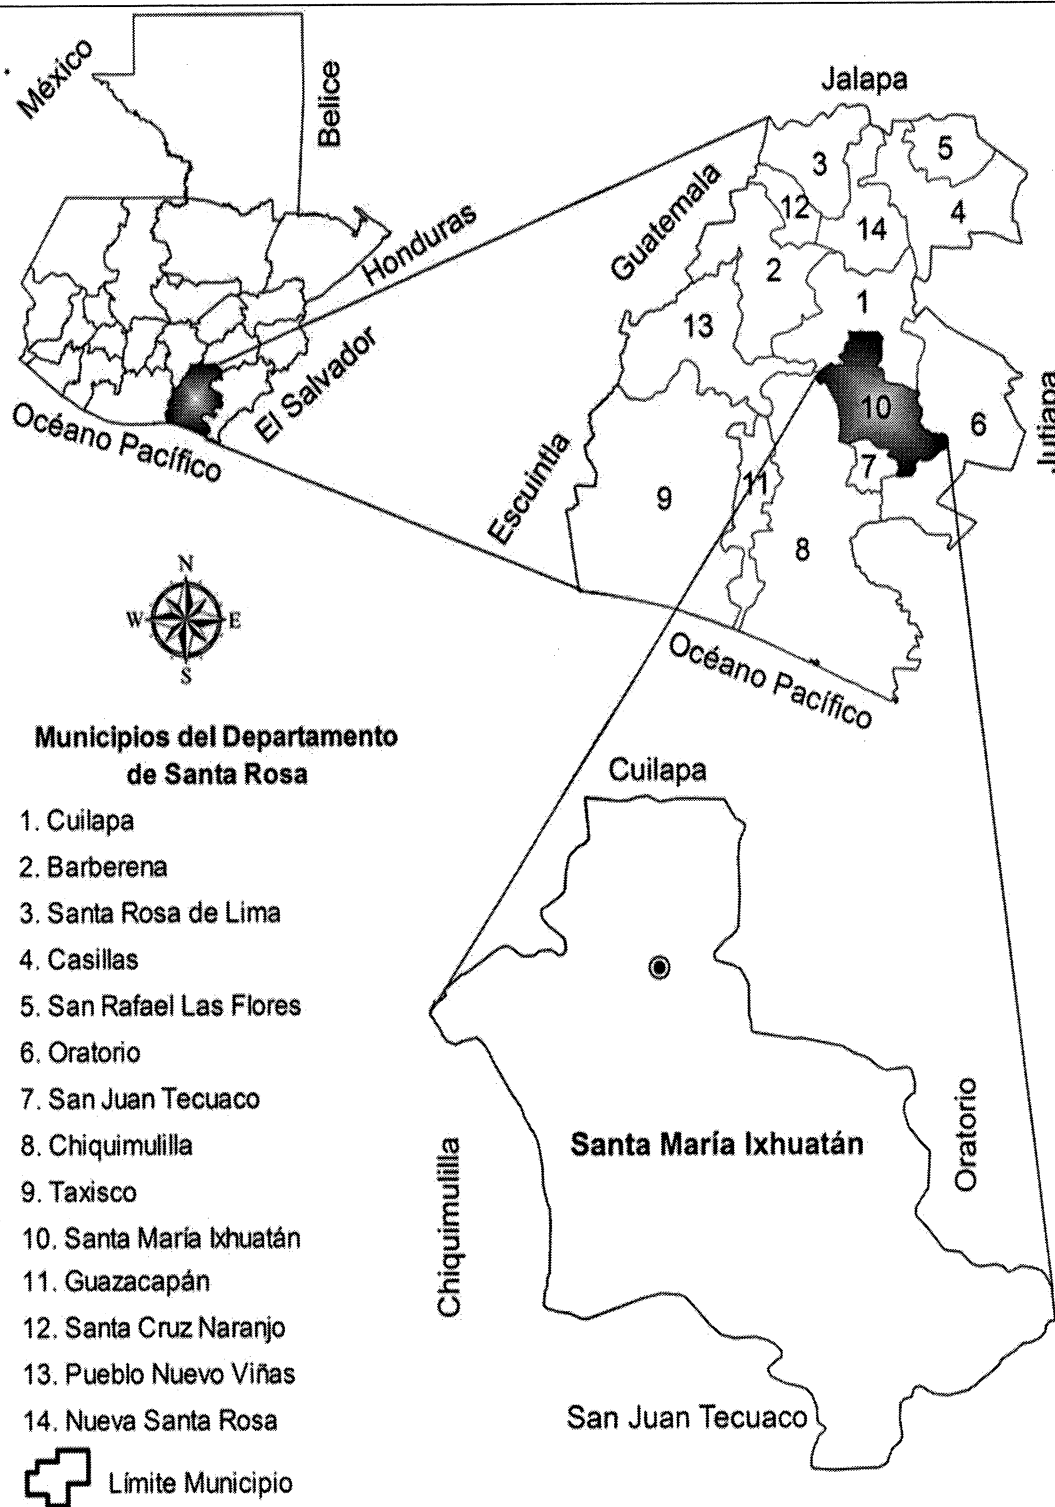 México
Belice
Honduras
El Salvador
Océano Pacífico
Jalapa
Guatemala
Escuintla
Jutiapa
Océano Pacífico
3
5
12
14
4
2
1
13
10
6
7
11
9
8
N
W
E
S
Municipios del Departamento
de Santa Rosa
1. Cuilapa
2. Barberena
3. Santa Rosa de Lima
4. Casillas
5. San Rafael Las Flores
6. Oratorio
7. San Juan Tecuaco
8. Chiquimulilla
9. Taxisco
10. Santa María Ixhuatán
11. Guazacapán
12. Santa Cruz Naranjo
13. Pueblo Nuevo Viñas
14. Nueva Santa Rosa
Límite Municipio
Cuilapa
Chiquimulilla
Santa María Ixhuatán
Oratorio
San Juan Tecuaco